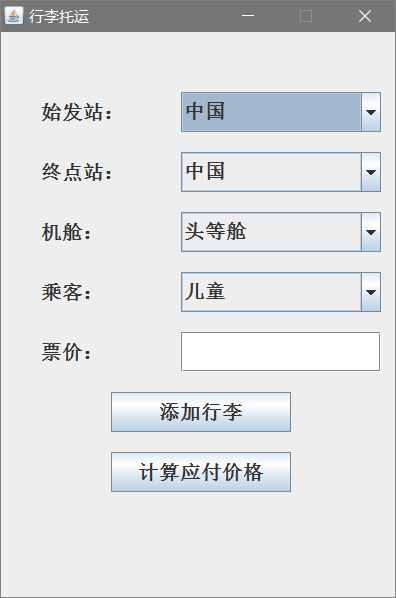 行李托运
始发站： 中国
终点站： 中国
机舱： 头等舱
乘客： 儿童
票价：
添加行李
计算应付价格